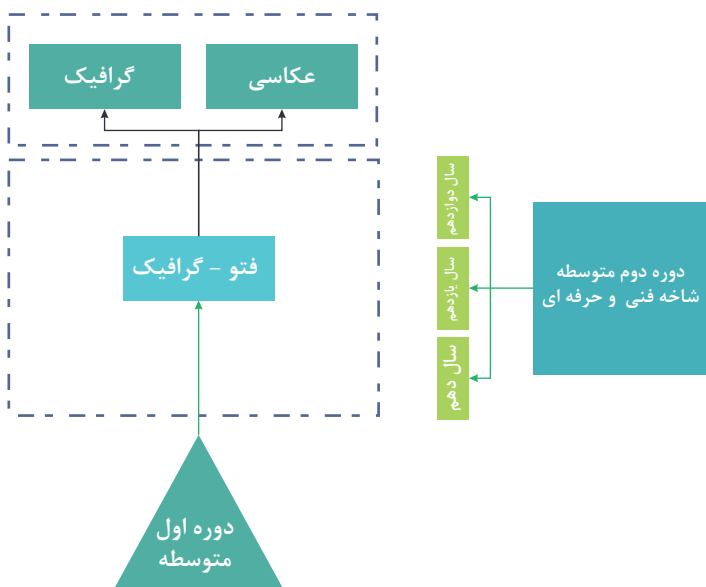 عکاسی
گرافیک
فتو - گرافیک
دوره اول
متوسطه
دوره دوم متوسطه
شاخه فنی و حرفه ای
سال دوازدهم
سال یازدهم
سال دهم